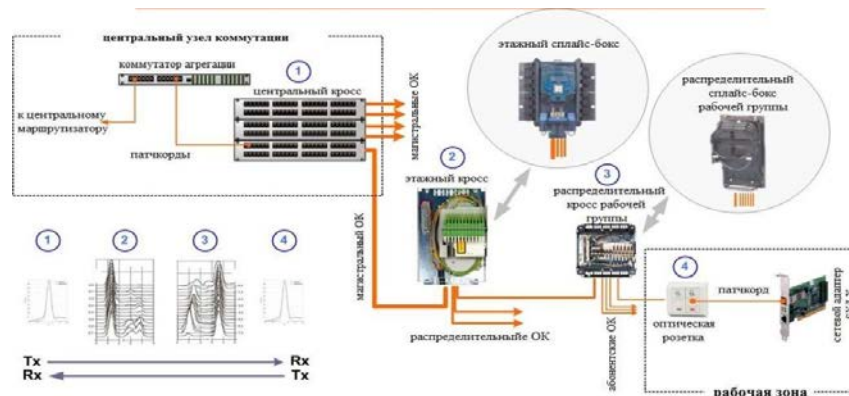 центральный узел коммутации
коммутатор агрегации
1
центральный кросс
к центральному
маршрутизатору
патчкорды
магистральные ОК
магистральный ОК
этажный сплайс-бокс
распределительный
сплайс-бокс
рабочей группы
2
этажный кросс
3
распределительный
кросс рабочей
группы
распределительные ОК
абонентские ОК
4
патчкорд
оптическая
розетка
сетевой адаптер
рабочая зона
1
2
3
4
Tx
Rx
Rx
Tx